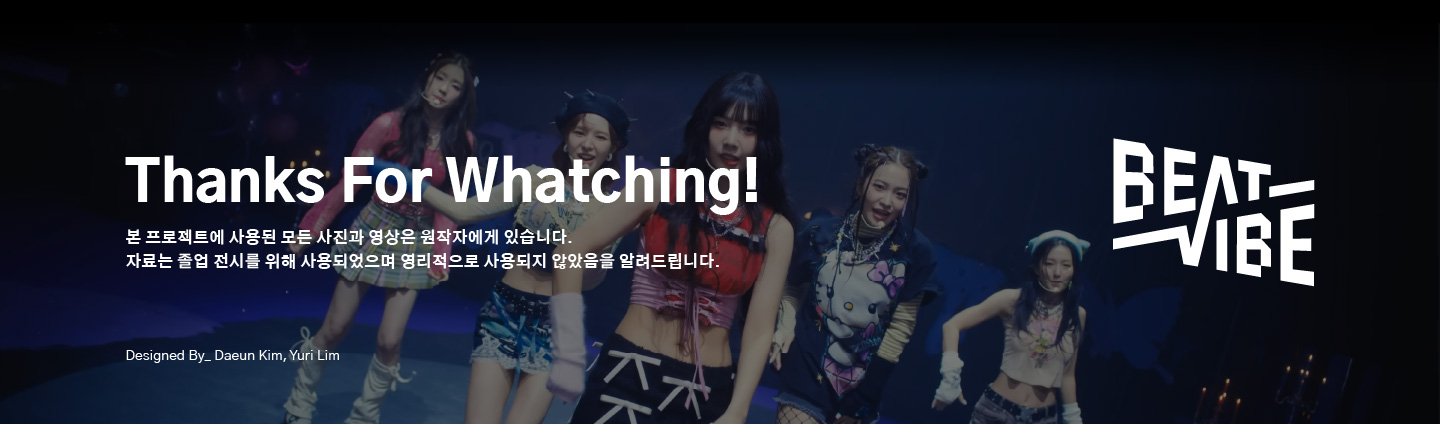 Thanks For Whatching!
본 프로젝트에 사용된 모든 사진과 영상은 원작자에게 있습니다.
자료는 졸업 전시를 위해 사용되었으며 영리적으로 사용되지 않았음을 알려드립니다.
Designed By_ Daeun Kim, Yuri Lim
BEAT
VIBE